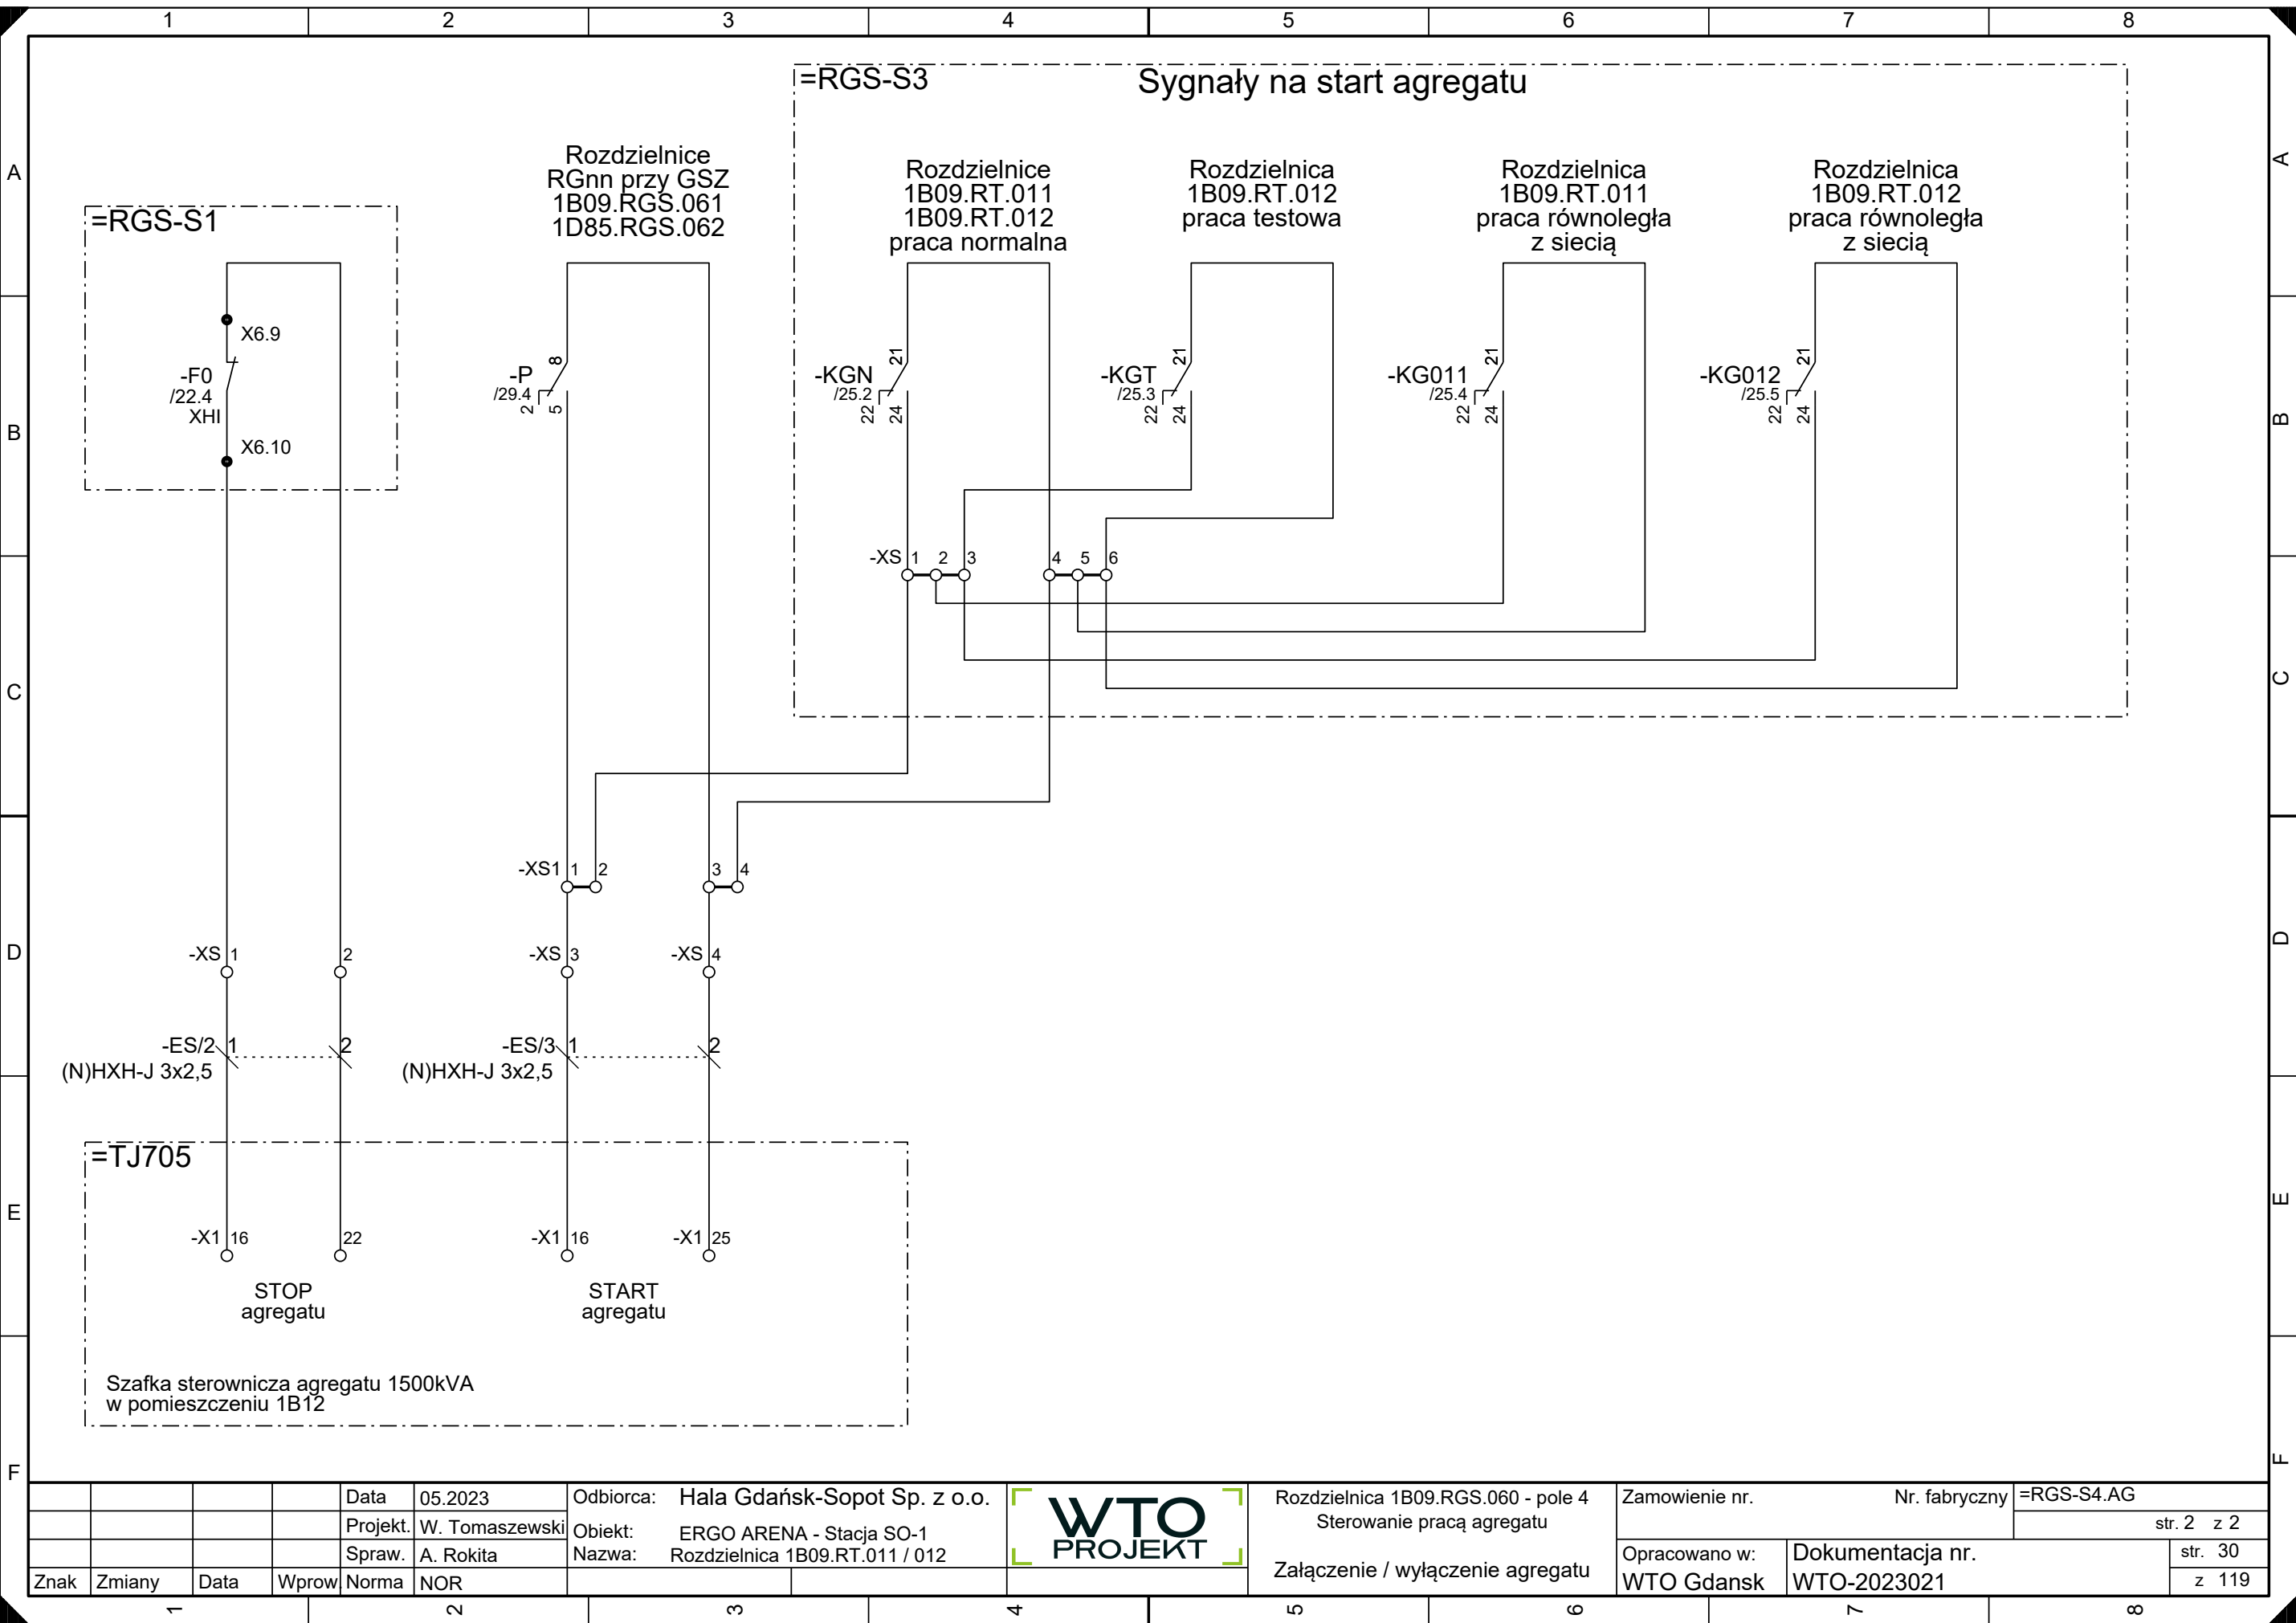 1 2 3 4 5 6 7 8
=RGS-S3
Sygnały na start agregatu
A
A
Rozdzielnice
RGnn przy GSZ
1B09.RGS.061
1D85.RGS.062
Rozdzielnice
1B09.RT.011
1B09.RT.012
praca normalna
Rozdzielnica
1B09.RT.012
praca testowa
Rozdzielnica
1B09.RT.011
praca równoległa
z siecią
Rozdzielnica
1B09.RT.012
praca równoległa
z siecią
=RGS-S1
X6.9
-F0
/22.4
XHI
X6.10
-P
/29.4
8
2
5
-KGN
/25.2
21
22
24
-KGT
/25.3
21
22
24
-KG011
/25.4
21
22
24
-KG012
/25.5
21
22
24
B
B
-XS 1 2 3 4 5 6
C
C
-XS1 1 2 3 4
D
D
-XS 1 2
-XS 3
-XS 4
-ES/2 1 2
(N)HXH-J 3x2,5
-ES/3 1 2
(N)HXH-J 3x2,5
=TJ705
E
E
-X1 16 22
-X1 16
-X1 25
STOP
agregatu
START
agregatu
Szafka sterownicza agregatu 1500kVA
w pomieszczeniu 1B12
F
F
Data 05.2023
Projekt. W. Tomaszewski
Spraw. A. Rokita
Znak Zmiany Data Wprow. Norma NOR
Odbiorca: Hala Gdańsk-Sopot Sp. z o.o.
Obiekt: ERGO ARENA - Stacja SO-1
Nazwa: Rozdzielnica 1B09.RT.011 / 012
WTO
PROJEKT
Rozdzielnica 1B09.RGS.060 - pole 4
Sterowanie pracą agregatu
Załączenie / wyłączenie agregatu
Zamowienie nr.
Nr. fabryczny =RGS-S4.AG
str. 2 z 2
Opracowano w:
WTO Gdansk
Dokumentacja nr.
WTO-2023021
str. 30
z 119
1 2 3 4 5 6 7 8